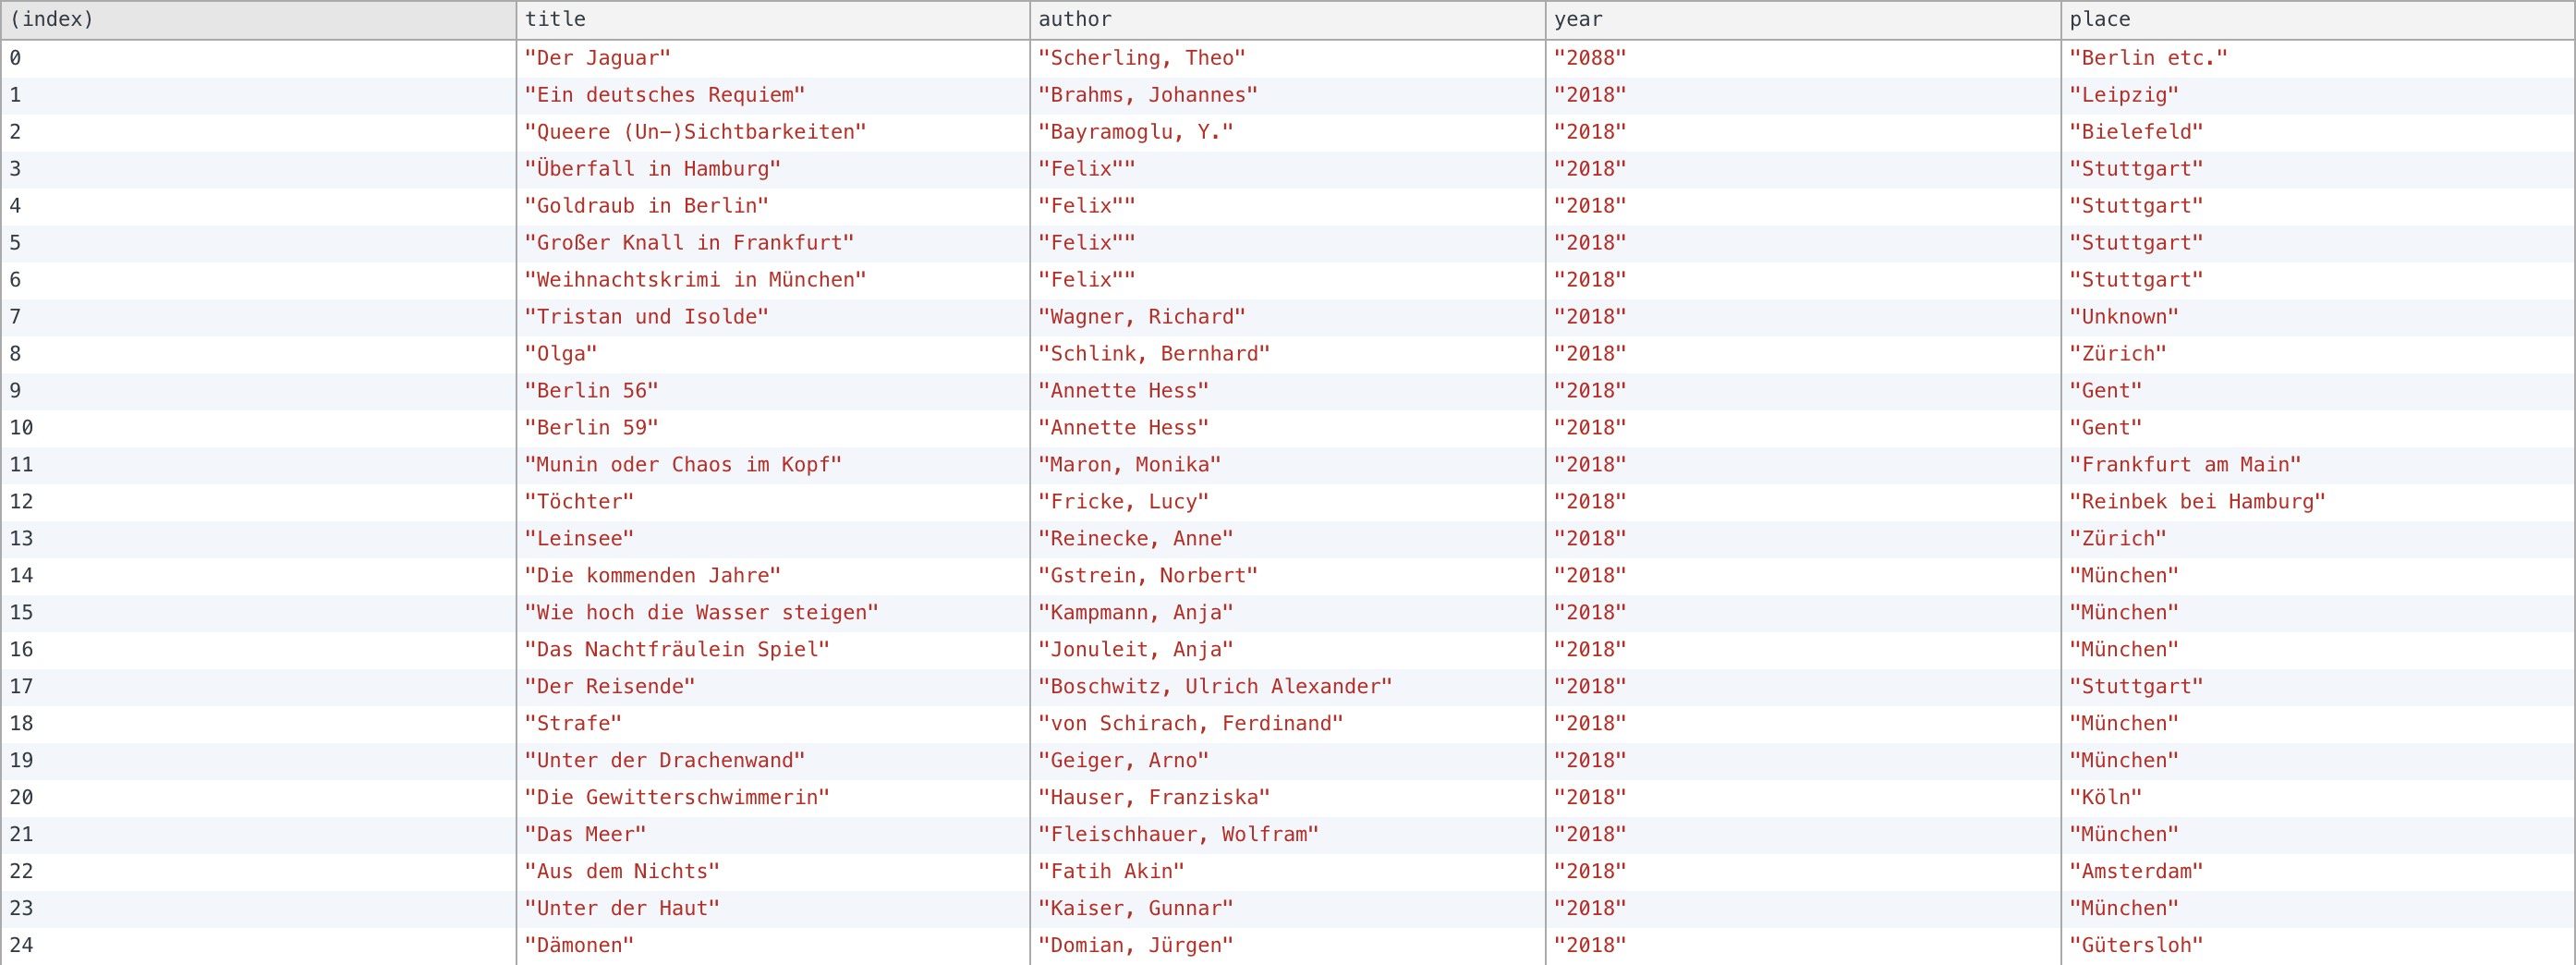 (index) title author year place
0 "Der Jaguar" "Scherling, Theo" "2088" "Berlin etc."
1 "Ein deutsches Requiem" "Brahms, Johannes" "2018" "Leipzig"
2 "Queere (Un-)Sichtbarkeiten" "Bayramoglu, Y." "2018" "Bielefeld"
3 "Überfall in Hamburg" "Felix"" "2018" "Stuttgart"
4 "Goldraub in Berlin" "Felix"" "2018" "Stuttgart"
5 "Großer Knall in Frankfurt" "Felix"" "2018" "Stuttgart"
6 "Weihnachtskrimi in München" "Felix"" "2018" "Stuttgart"
7 "Tristan und Isolde" "Wagner, Richard" "2018" "Unknown"
8 "Olga" "Schlink, Bernhard" "2018" "Zürich"
9 "Berlin 56" "Annette Hess" "2018" "Gent"
10 "Berlin 59" "Annette Hess" "2018" "Gent"
11 "Munin oder Chaos im Kopf" "Maron, Monika" "2018" "Frankfurt am Main"
12 "Töchter" "Fricke, Lucy" "2018" "Reinbek bei Hamburg"
13 "Leinsee" "Reinecke, Anne" "2018" "Zürich"
14 "Die kommenden Jahre" "Gstrein, Norbert" "2018" "München"
15 "Wie hoch die Wasser steigen" "Kampmann, Anja" "2018" "München"
16 "Das Nachtfräulein Spiel" "Jonuleit, Anja" "2018" "München"
17 "Der Reisende" "Boschwitz, Ulrich Alexander" "2018" "Stuttgart"
18 "Strafe" "von Schirach, Ferdinand" "2018" "München"
19 "Unter der Drachenwand" "Geiger, Arno" "2018" "München"
20 "Die Gewitterschwimmerin" "Hauser, Franziska" "2018" "Köln"
21 "Das Meer" "Fleischhauer, Wolfram" "2018" "München"
22 "Aus dem Nichts" "Fatih Akin" "2018" "Amsterdam"
23 "Unter der Haut" "Kaiser, Gunnar" "2018" "München"
24 "Dämonen" "Domian, Jürgen" "2018" "Gütersloh"